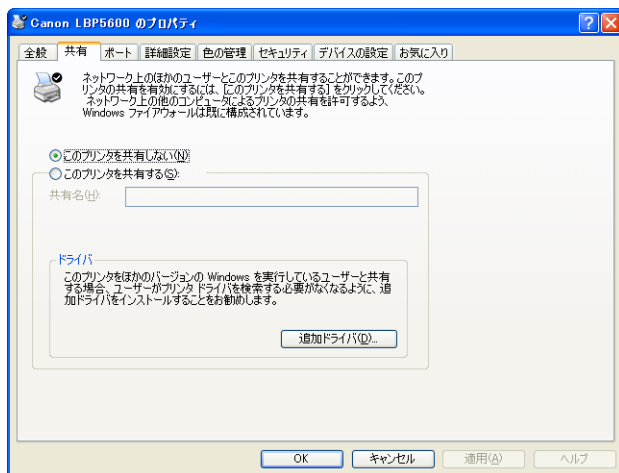 Canon LBP5600 のプロパティ
全般 共有 ポート 詳細設定 色の管理 セキュリティ デバイスの設定 お気に入り
ネットワーク上のほかのユーザーとこのプリンタを共有することができます。このプ
リンタの共有を有効にするには、[このプリンタを共有する] をクリックしてください。
ネットワーク上の他のコンピュータによるプリンタの共有を許可するよう、
Windows ファイアウォールは既に構成されています。
このプリンタを共有しない(N)
このプリンタを共有する(S):
共有名(H):
ドライバ
このプリンタをほかのバージョンの Windows を実行しているユーザーと共有
する場合、ユーザーがプリンタ ドライバを検索する必要がなくなるように、追
加ドライバをインストールすることをお勧めします。
追加ドライバ(D)...
OK キャンセル 適用(A) ヘルプ